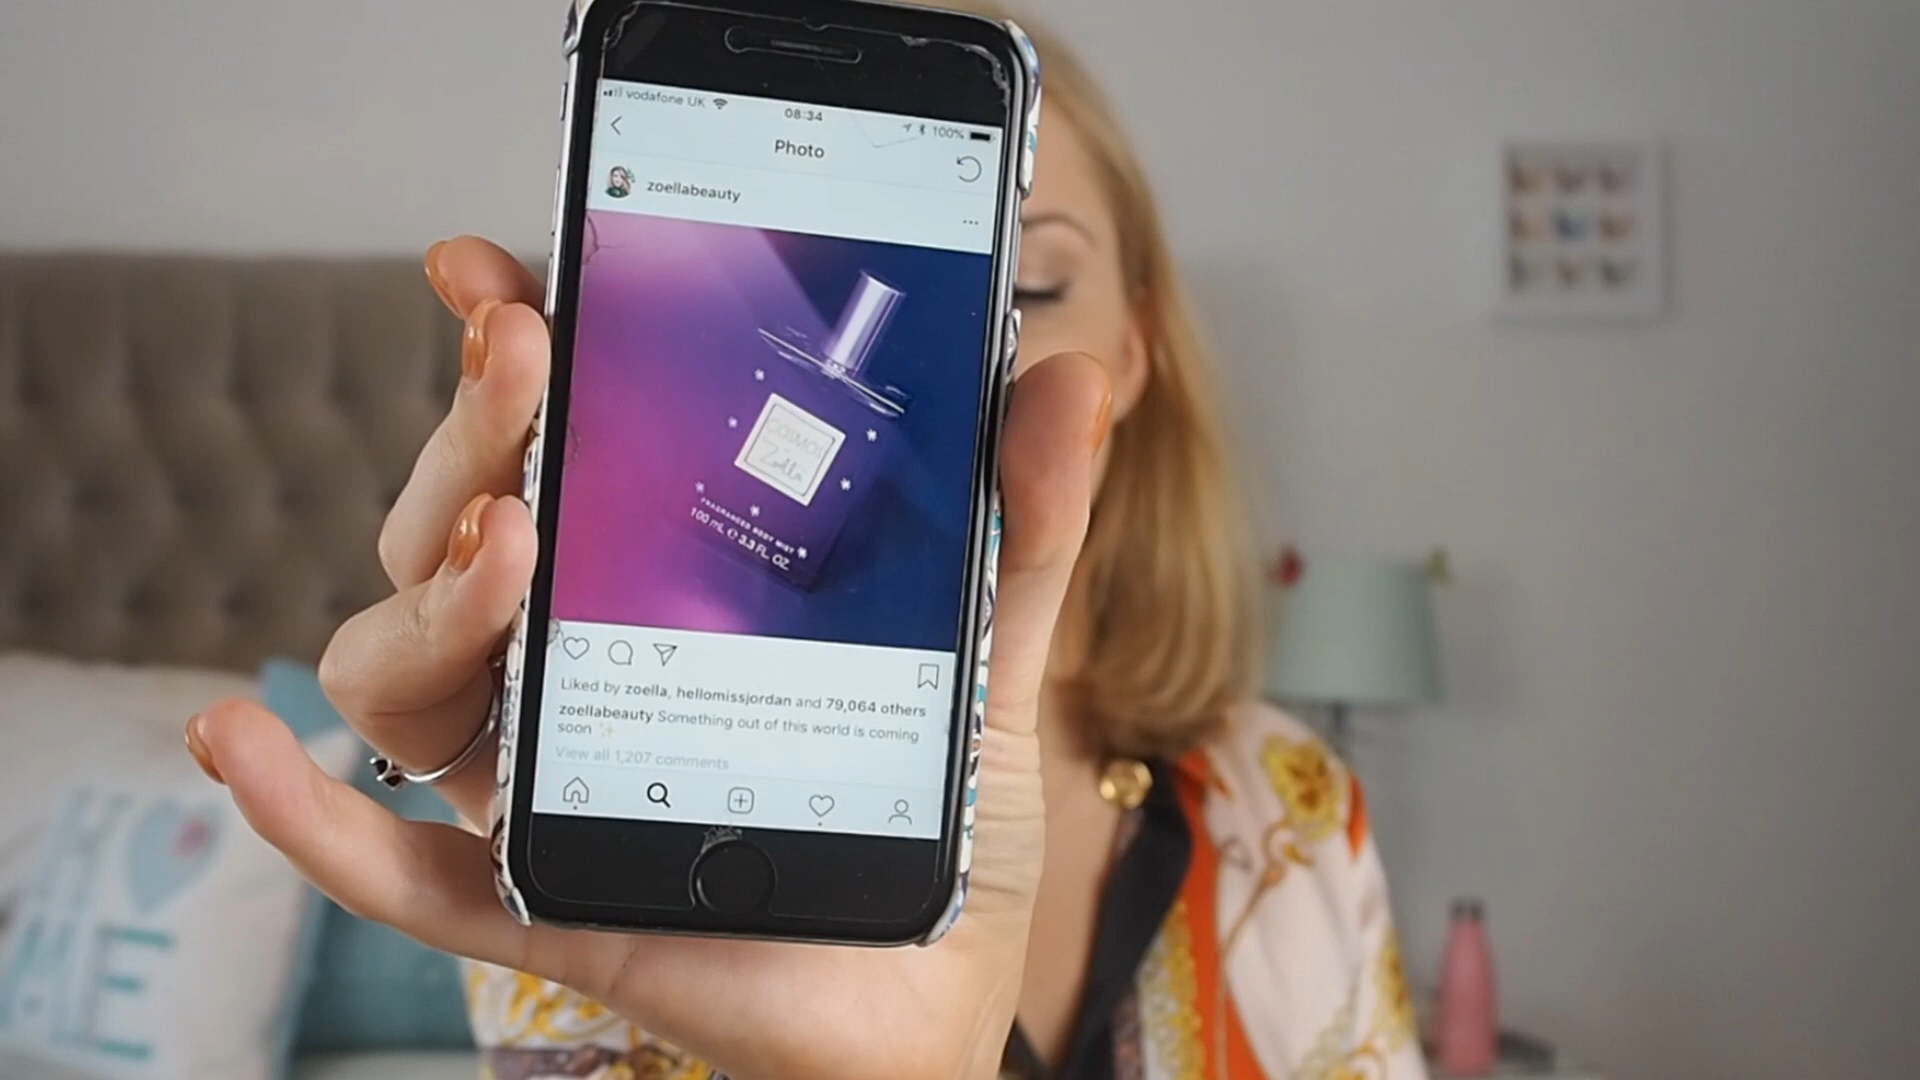 vodafone UK
08:34
100%
Photo
zoellabeauty
COSMOS
Zoella
FRAGRANCED BODY MIST
100 mL ℮ 3.3 FL. OZ.
Liked by zoella, hellomissjordan and 79,064 others
zoellabeauty Something out of this world is coming
soon ✨
View all 1,207 comments